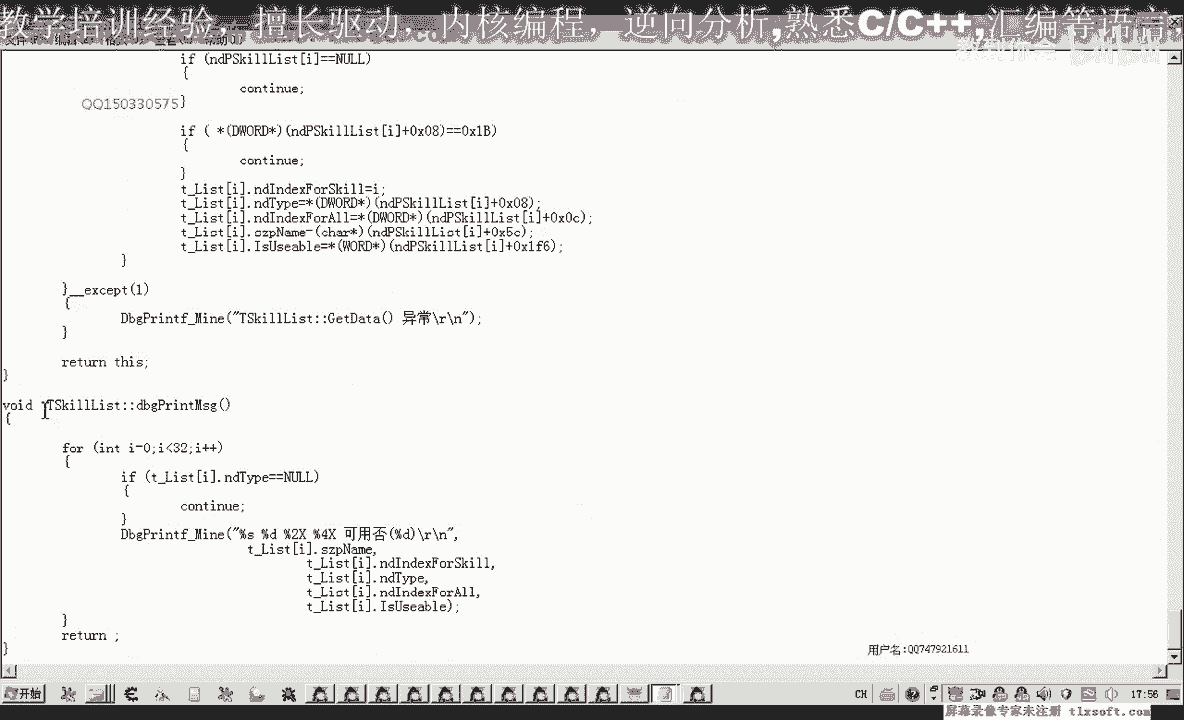 教学培训经验，擅长驱动，内核编程，逆向分析,熟悉C/C++,汇编等语言,
if (ndPSkillList[i]==NULL)
{
continue;
QQ150330575 }
if ( *(DWORD*)(ndPSkillList[i]+0x08)==0x1B)
{
continue;
}
t_List[i].ndIndexForSkill=i;
t_List[i].ndType=*(DWORD*)(ndPSkillList[i]+0x08);
t_List[i].ndIndexForAll=*(DWORD*)(ndPSkillList[i]+0x0c);
t_List[i].szpName=(char*)(ndPSkillList[i]+0x5c);
t_List[i].IsUseable=*(WORD*)(ndPSkillList[i]+0x1f6);
}
}__except(1)
{
DbgPrintf_Mine("TSkillList::GetData() 异常\r\n");
}
return this;
}
void TSkillList::dbgPrintMsg()
{
for (int i=0;i<32;i++)
{
if (t_List[i].ndType==NULL)
{
continue;
}
DbgPrintf_Mine("%s %d %2X %4X 可用否(%d)\r\n",
t_List[i].szpName,
t_List[i].ndIndexForSkill,
t_List[i].ndType,
t_List[i].ndIndexForAll,
t_List[i].IsUseable);
}
return ;
}
用户名:QQ747921611
开始 CH 17:56
屏幕录像专家未注册 tlxsoft.com